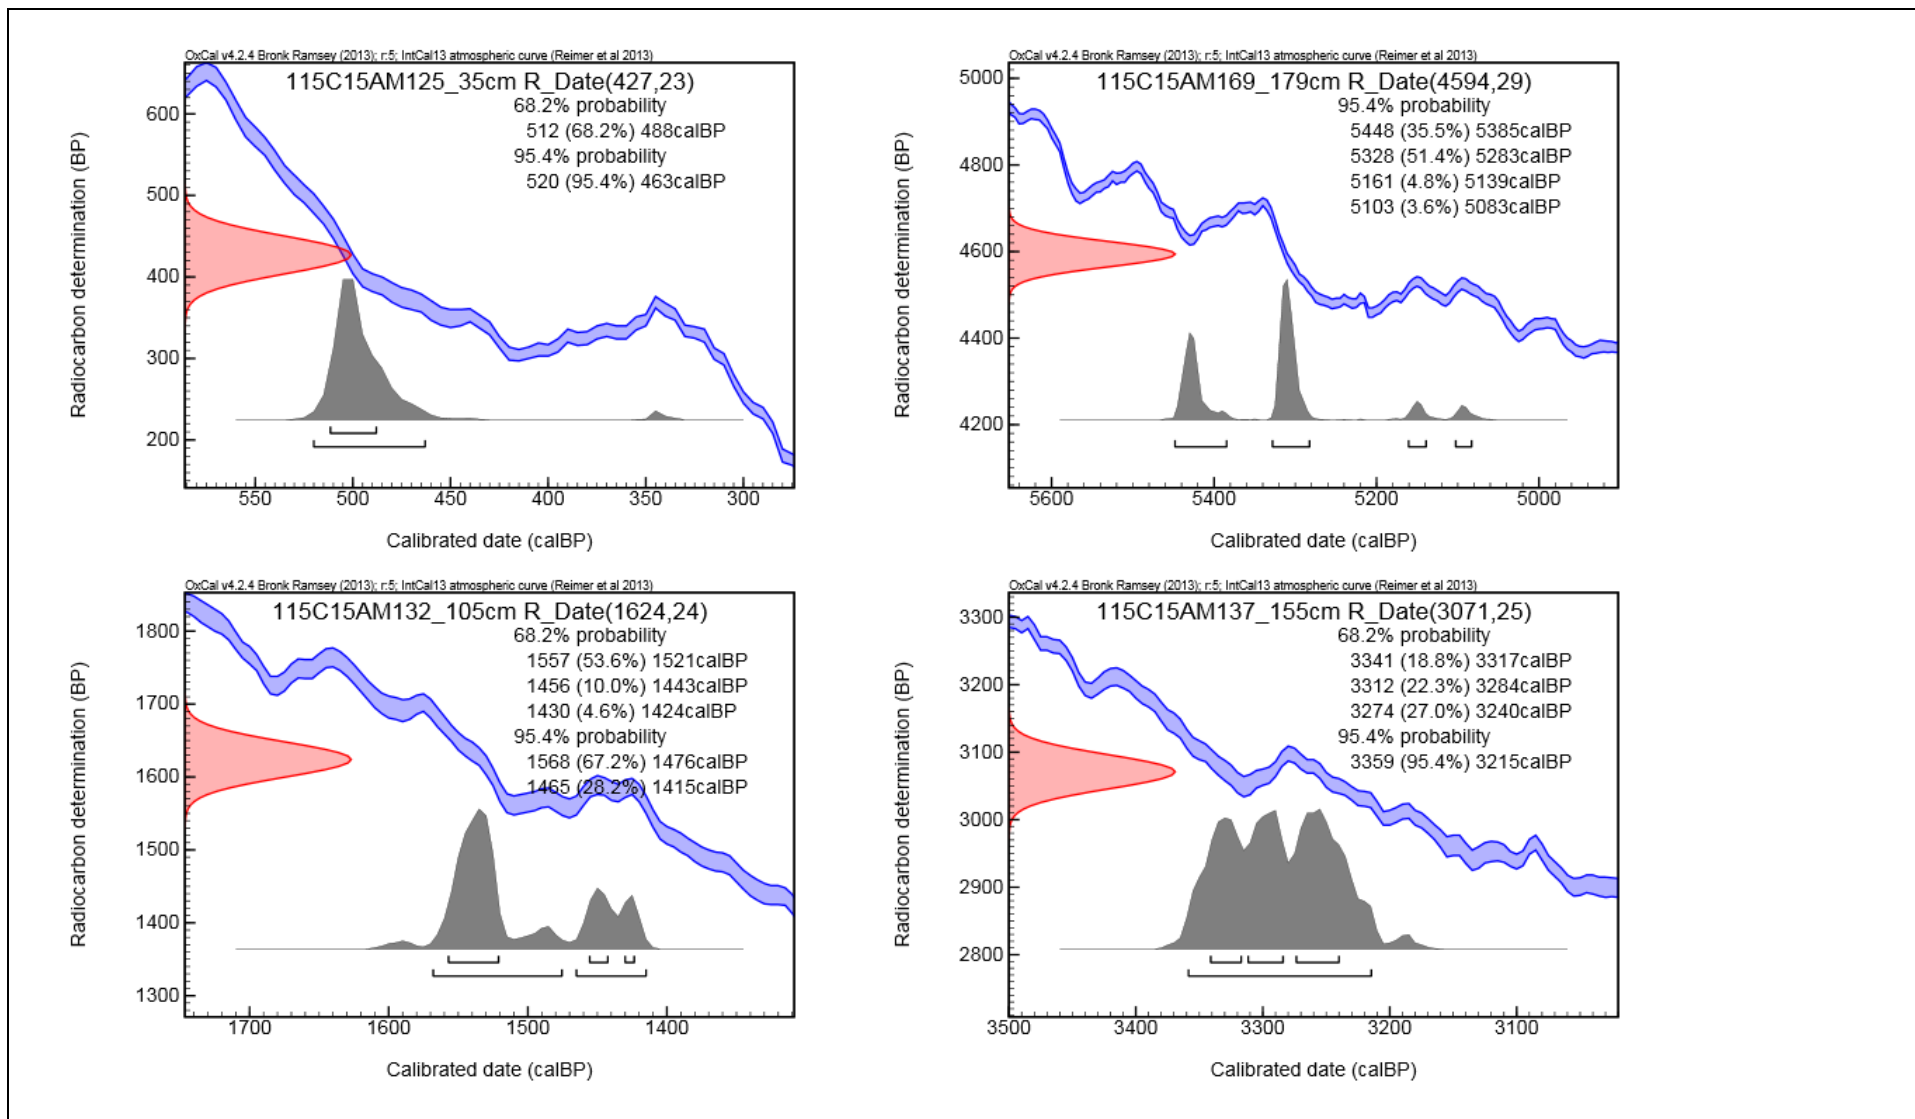 OxCal v4.2.4 Bronk Ramsey (2013); r:5; IntCal13 atmospheric curve (Reimer et al 2013)
115C15AM125_35cm R_Date(427,23)
68.2% probability
512 (68.2%) 488calBP
95.4% probability
520 (95.4%) 463calBP
Radiocarbon determination (BP)
600
500
400
300
200
550 500 450 400 350 300
Calibrated date (calBP)
OxCal v4.2.4 Bronk Ramsey (2013); r:5; IntCal13 atmospheric curve (Reimer et al 2013)
115C15AM169_179cm R_Date(4594,29)
95.4% probability
5448 (35.5%) 5385calBP
5328 (51.4%) 5283calBP
5161 (4.8%) 5139calBP
5103 (3.6%) 5083calBP
Radiocarbon determination (BP)
5000
4800
4600
4400
4200
5600 5400 5200 5000
Calibrated date (calBP)
OxCal v4.2.4 Bronk Ramsey (2013); r:5; IntCal13 atmospheric curve (Reimer et al 2013)
115C15AM132_105cm R_Date(1624,24)
68.2% probability
1557 (53.6%) 1521calBP
1456 (10.0%) 1443calBP
1430 (4.6%) 1424calBP
95.4% probability
1568 (67.2%) 1476calBP
1465 (28.2%) 1415calBP
Radiocarbon determination (BP)
1800
1700
1600
1500
1400
1300
1700 1600 1500 1400
Calibrated date (calBP)
OxCal v4.2.4 Bronk Ramsey (2013); r:5; IntCal13 atmospheric curve (Reimer et al 2013)
115C15AM137_155cm R_Date(3071,25)
68.2% probability
3341 (18.8%) 3317calBP
3312 (22.3%) 3284calBP
3274 (27.0%) 3240calBP
95.4% probability
3359 (95.4%) 3215calBP
Radiocarbon determination (BP)
3300
3200
3100
3000
2900
2800
3500 3400 3300 3200 3100
Calibrated date (calBP)